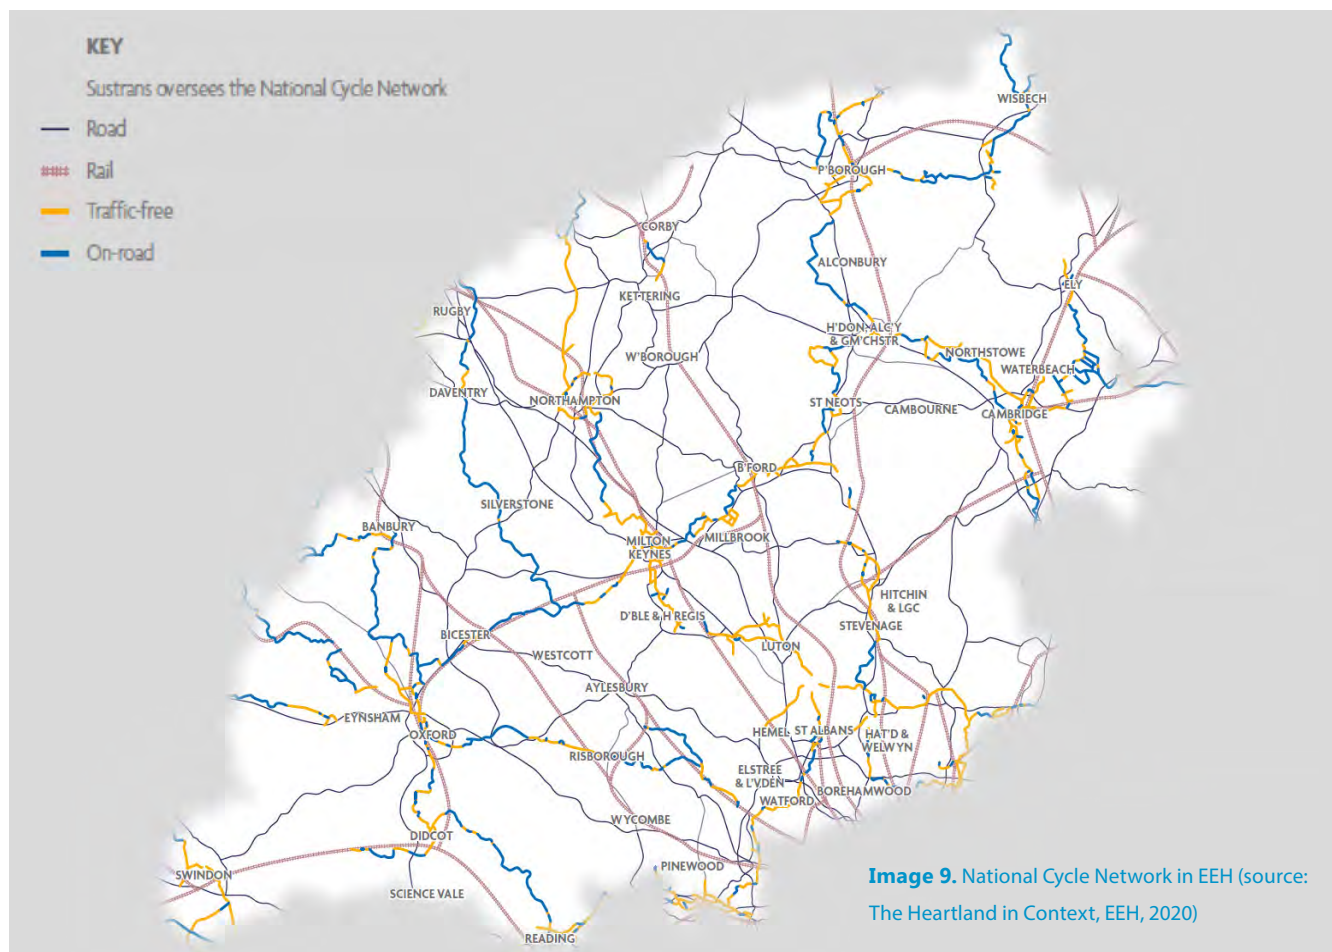 KEY
Sustrans oversees the National Cycle Network
Road
Rail
Traffic-free
On-road
WISBECH
P'BOROUGH
CORBY
ALCONBURY
ELY
KETTERING
RUGBY
H'DON, ALC'Y
& GM'CHSTR
NORTHSTOWE
W'BOROUGH
WATERBEACH
DAVENTRY
NORTHAMPTON
ST NEOTS
CAMBOURNE
CAMBRIDGE
B'FORD
SILVERSTONE
BANBURY
MILTON
KEYNES
MILLBROOK
HITCHIN
& LGC
D'BLE & H REGIS
STEVENAGE
BICESTER
LUTON
WESTCOTT
AYLESBURY
EYNSHAM
OXFORD
HEMEL
ST ALBANS
HAT'D &
WELWYN
RISBOROUGH
ELSTREE
& L'VDEN
BOREHAMWOOD
WATFORD
WYCOMBE
DIDCOT
PINEWOOD
SWINDON
SCIENCE VALE
READING
Image 9. National Cycle Network in EEH (source:
The Heartland in Context, EEH, 2020)